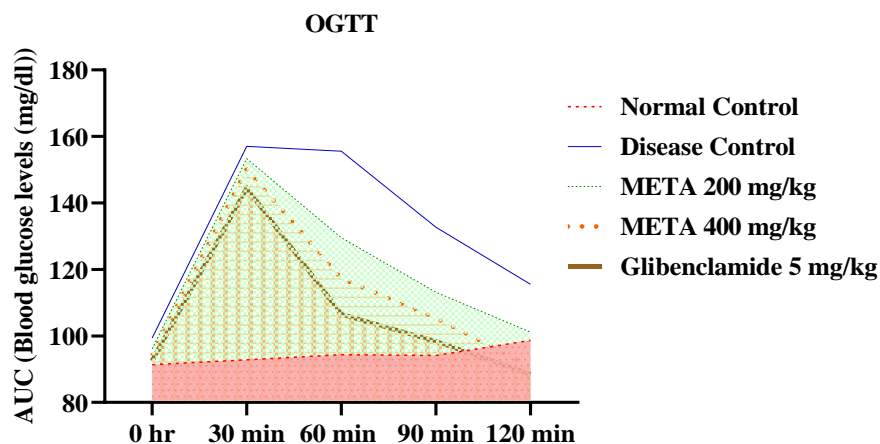 OGTT
AUC (Blood glucose levels (mg/dl))
180
160
140
120
100
80
0 hr 30 min 60 min 90 min 120 min
Normal Control
Disease Control
META 200 mg/kg
META 400 mg/kg
Glibenclamide 5 mg/kg